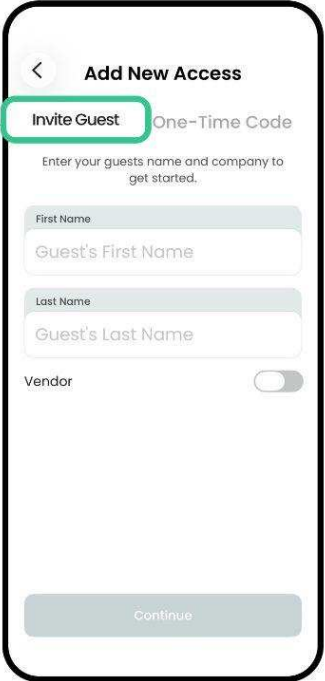 Add New Access
Invite Guest One-Time Code
Enter your guests name and company to
get started.
First Name
Guest's First Name
Last Name
Guest's Last Name
Vendor
Continue